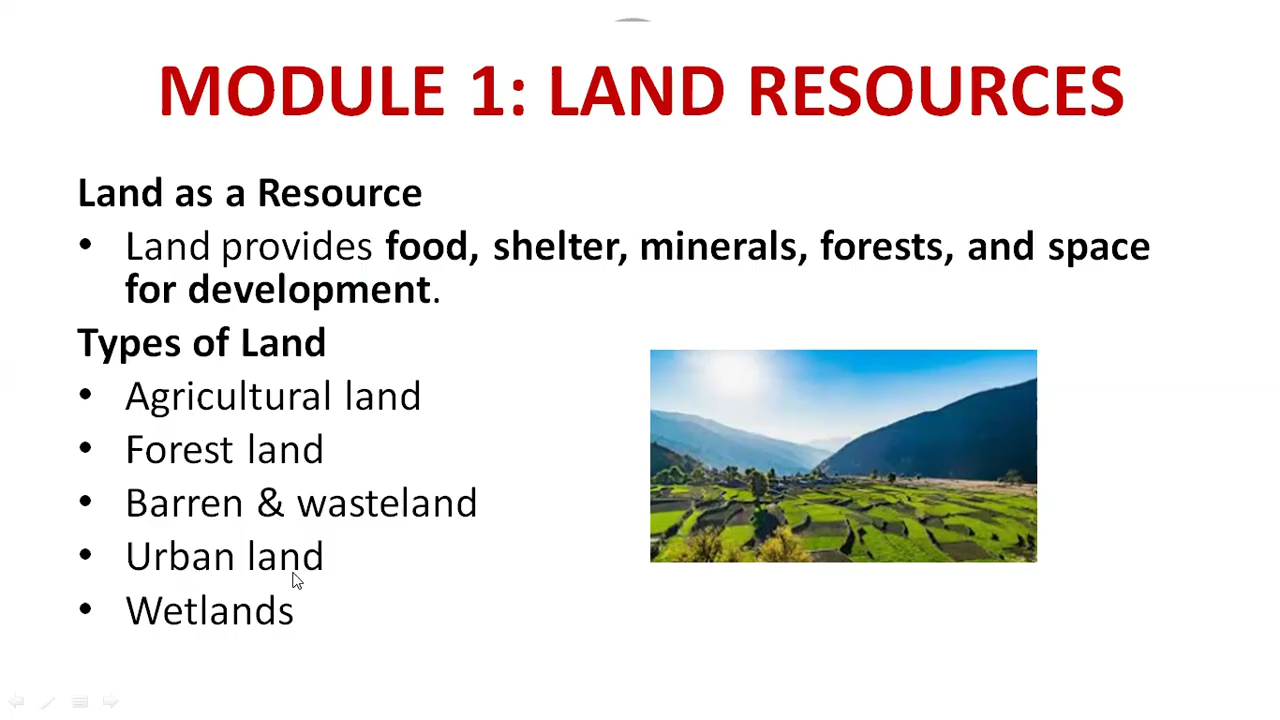 MODULE 1: LAND RESOURCES
Land as a Resource
• Land provides food, shelter, minerals, forests, and space
for development.
Types of Land
• Agricultural land
• Forest land
• Barren & wasteland
• Urban land
• Wetlands